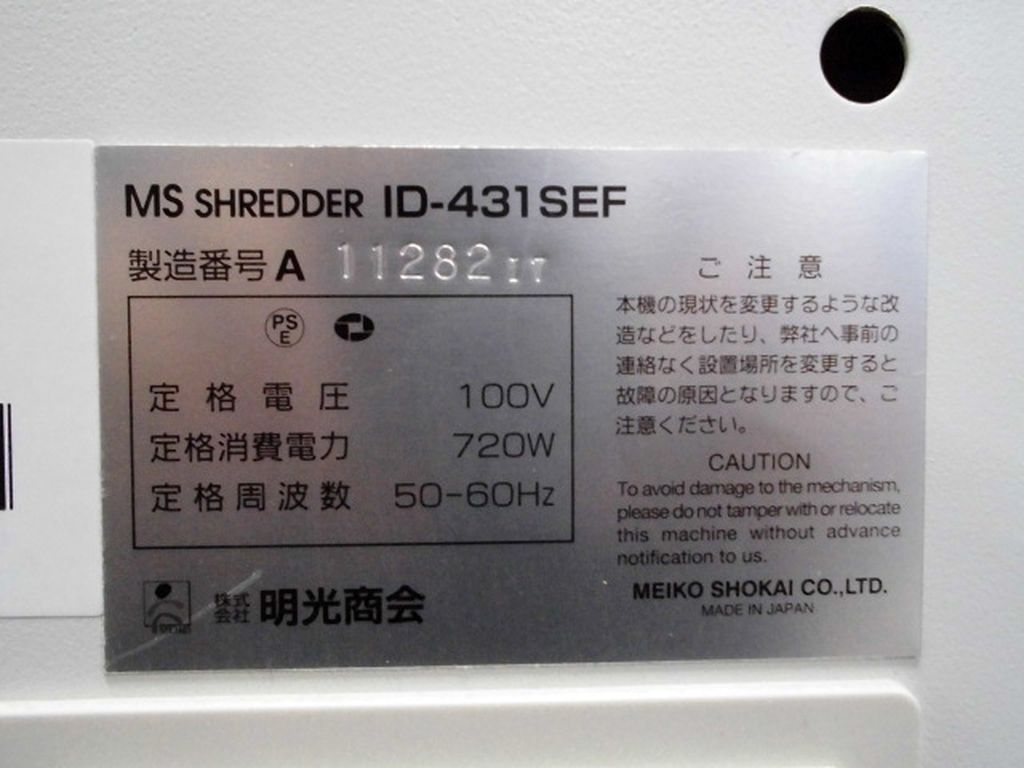 MS SHREDDER ID-431SEF
製造番号 A 11282 I7
PS
E
定格電圧 100V
定格消費電力 720W
定格周波数 50-60Hz
株式
会社 明光商会
ご注意
本機の現状を変更するような改
造などをしたり、弊社へ事前の
連絡なく設置場所を変更すると
故障の原因となりますので、ご
注意ください。
CAUTION
To avoid damage to the mechanism,
please do not tamper with or relocate
this machine without advance
notification to us.
MEIKO SHOKAI CO.,LTD.
MADE IN JAPAN